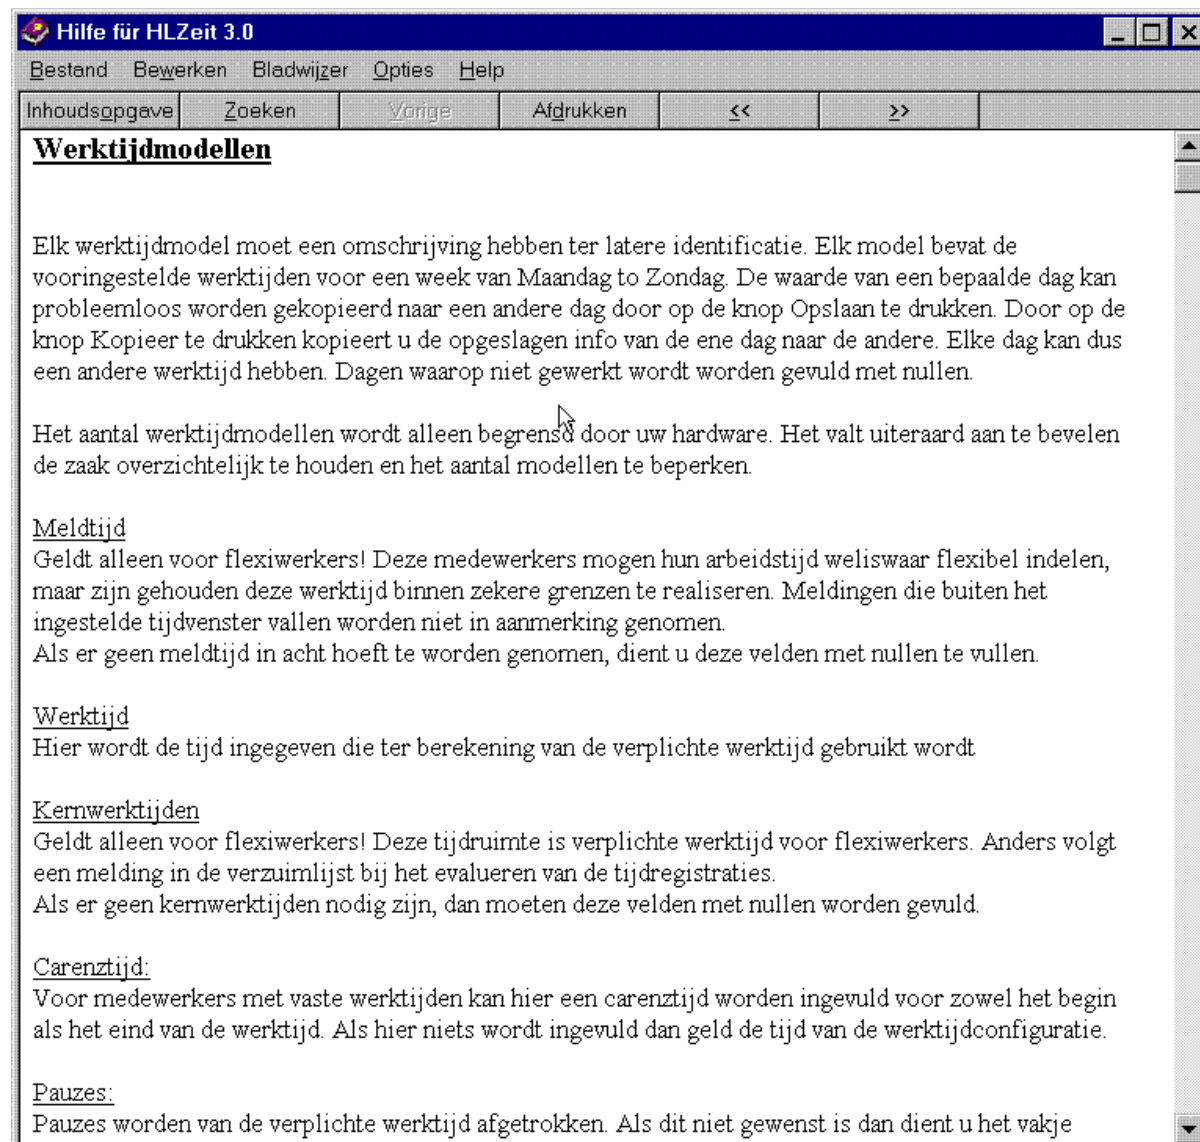 Hilfe für HLZeit 3.0
Bestand Bewerken Bladwijzer Opties Help
Inhoudsopgave Zoeken Vorige Afdrukken << >>
Werktijdmodellen
Elk werktijdmodel moet een omschrijving hebben ter latere identificatie. Elk model bevat de
vooringestelde werktijden voor een week van Maandag to Zondag. De waarde van een bepaalde dag kan
probleemloos worden gekopieerd naar een andere dag door op de knop Opslaan te drukken. Door op de
knop Kopieer te drukken kopieert u de opgeslagen info van de ene dag naar de andere. Elke dag kan dus
een andere werktijd hebben. Dagen waarop niet gewerkt wordt worden gevuld met nullen.
Het aantal werktijdmodellen wordt alleen begrensd door uw hardware. Het valt uiteraard aan te bevelen
de zaak overzichtelijk te houden en het aantal modellen te beperken.
Meldtijd
Geldt alleen voor flexiwerkers! Deze medewerkers mogen hun arbeidstijd weliswaar flexibel indelen,
maar zijn gehouden deze werktijd binnen zekere grenzen te realiseren. Meldingen die buiten het
ingestelde tijdvenster vallen worden niet in aanmerking genomen.
Als er geen meldtijd in acht hoeft te worden genomen, dient u deze velden met nullen te vullen.
Werktijd
Hier wordt de tijd ingegeven die ter berekening van de verplichte werktijd gebruikt wordt
Kernwerktijden
Geldt alleen voor flexiwerkers! Deze tijdruimte is verplichte werktijd voor flexiwerkers. Anders volgt
een melding in de verzuimlijst bij het evalueren van de tijdregistraties.
Als er geen kernwerktijden nodig zijn, dan moeten deze velden met nullen worden gevuld.
Carenztijd:
Voor medewerkers met vaste werktijden kan hier een carenztijd worden ingevuld voor zowel het begin
als het eind van de werktijd. Als hier niets wordt ingevuld dan geld de tijd van de werktijdconfiguratie.
Pauzes:
Pauzes worden van de verplichte werktijd afgetrokken. Als dit niet gewenst is dan dient u het vakje